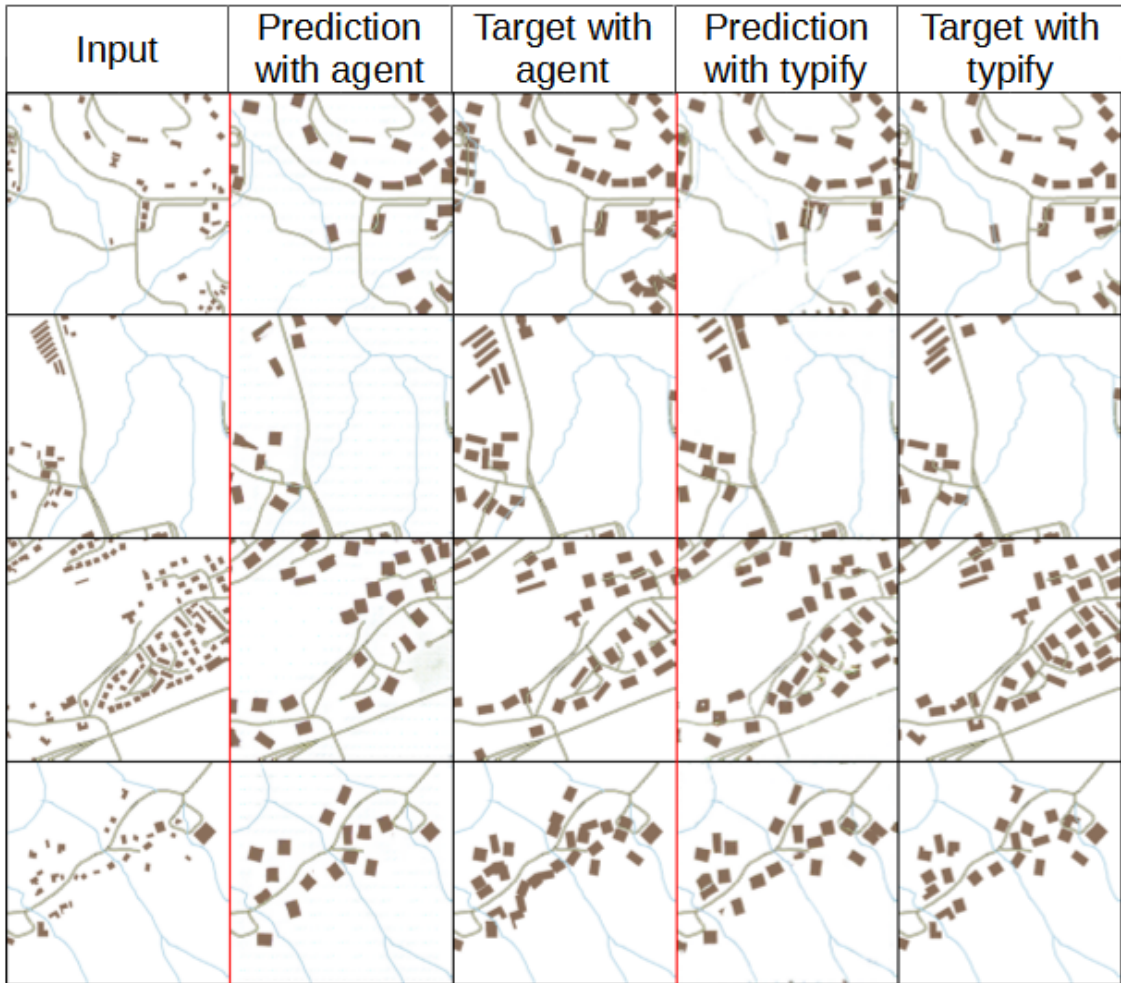 Input
Prediction
with agent
Target with
agent
Prediction
with typify
Target with
typify